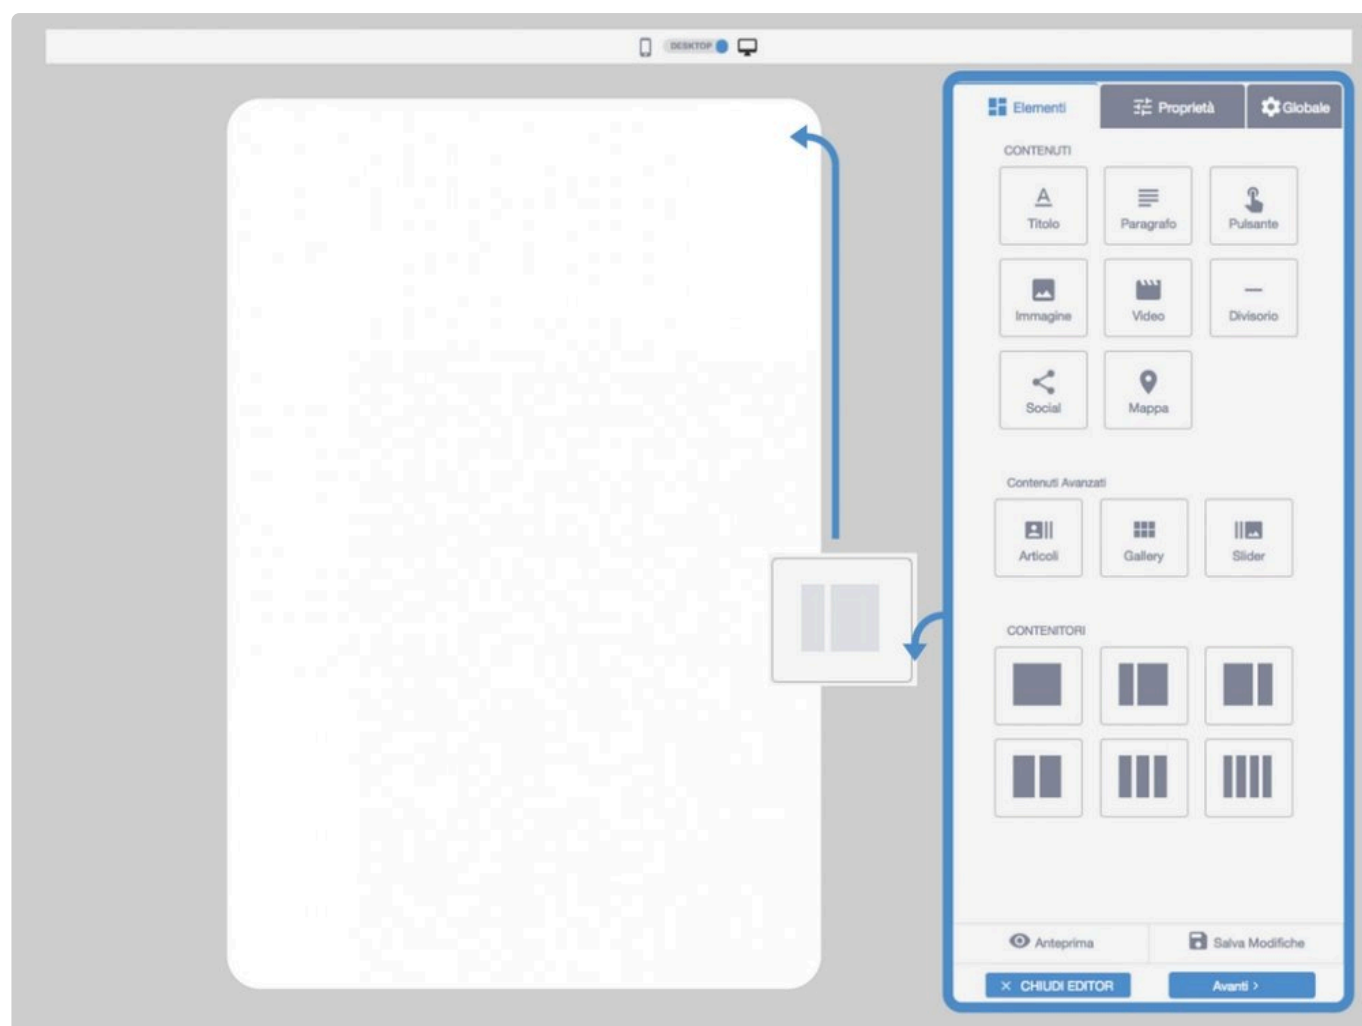 DESKTOP
Elementi Proprietà Globale
CONTENUTI
Titolo Paragrafo Pulsante
Immagine Video Divisorio
Social Mappa
Contenuti Avanzati
Articoli Gallery Slider
CONTENITORI
Anteprima Salva Modifiche
× CHIUDI EDITOR Avanti >